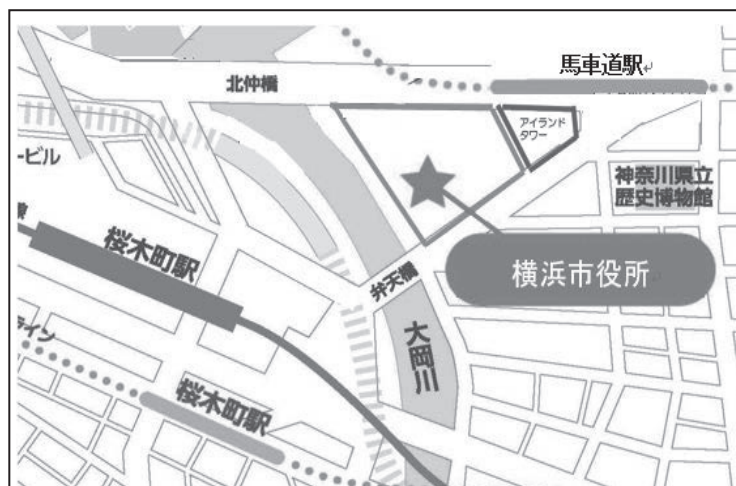 馬車道駅
北仲橋
アイランド
タワー
ービル
神奈川県立
歴史博物館
桜木町駅
横浜市役所
弁天橋
大岡川
イン
桜木町駅